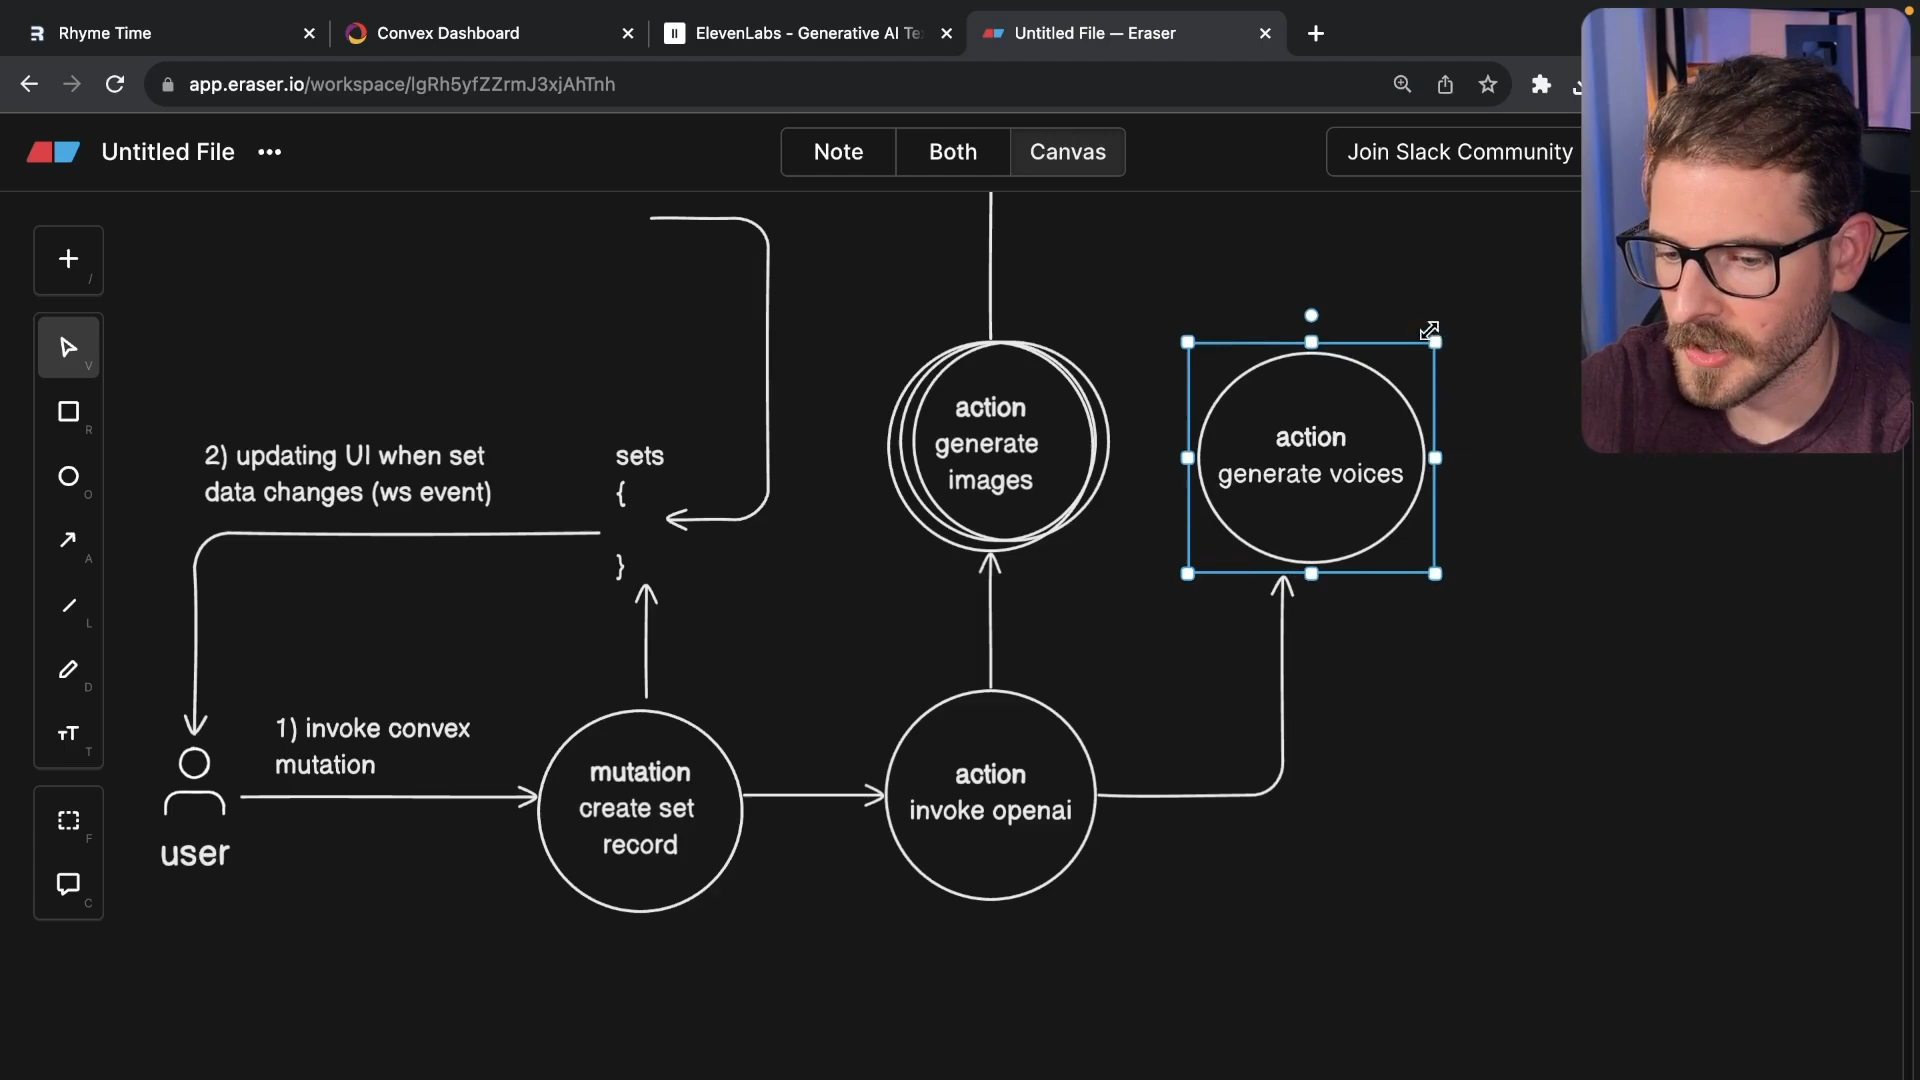 Rhyme Time
Convex Dashboard
ElevenLabs - Generative AI Te
Untitled File — Eraser
app.eraser.io/workspace/lgRh5yfZZrmJ3xjAhTnh
Untitled File
Note
Both
Canvas
Join Slack Community
/
V
R
O
A
L
D
T
F
C
2) updating UI when set
data changes (ws event)
sets
{
}
action
generate
images
action
generate voices
1) invoke convex
mutation
user
mutation
create set
record
action
invoke openai